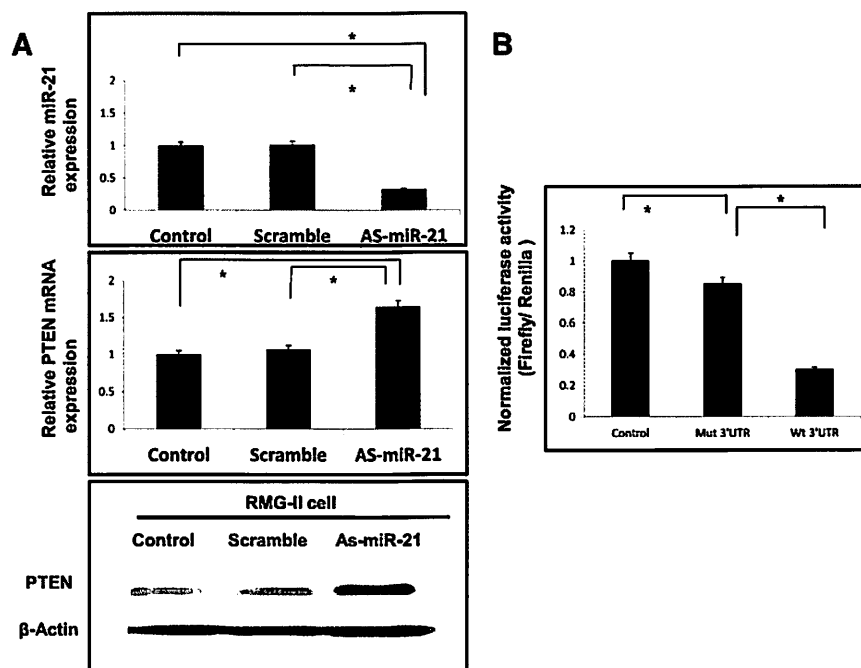 A
Relative miR-21
expression
*
*
2
1.5
1
0.5
0
Control Scramble AS-miR-21
Relative PTEN mRNA
expression
*
*
2
1.5
1
0.5
0
Control Scramble AS-miR-21
RMG-II cell
Control Scramble As-miR-21
PTEN
β-Actin
B
Normalized luciferase activity
(Firefly/ Renilla )
*
*
1.2
1
0.8
0.6
0.4
0.2
0
Control Mut 3'UTR Wt 3'UTR